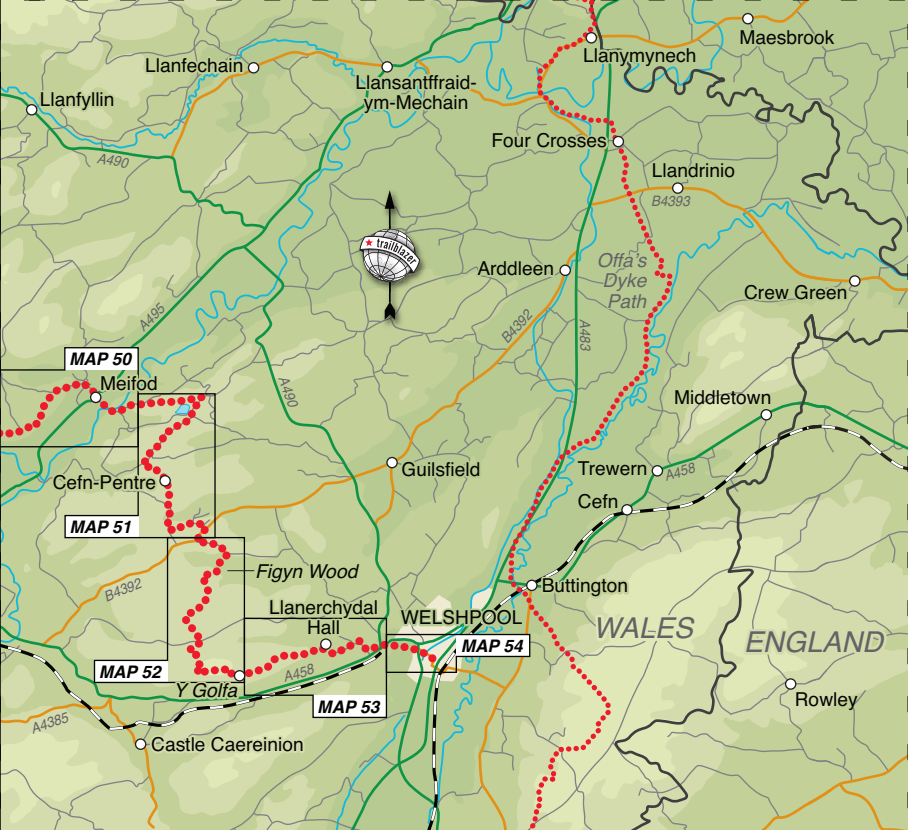 Maesbrook
Llanymynech
Llanfechain
Llansantffraid-
ym-Mechain
Llanfyllin
A490
Four Crosses
Llandrinio
B4393
trailblazer
Arddleen
Offa's
Dyke
Path
Crew Green
A495
B4392
A483
MAP 50
Meifod
A490
Middletown
Guilsfield
Trewern
A458
Cefn-Pentre
Cefn
MAP 51
Figyn Wood
B4392
Buttington
Llanerchydal
Hall
WELSHPOOL
WALES
ENGLAND
MAP 54
MAP 52
A458
Y Golfa
Rowley
MAP 53
A4385
Castle Caereinion